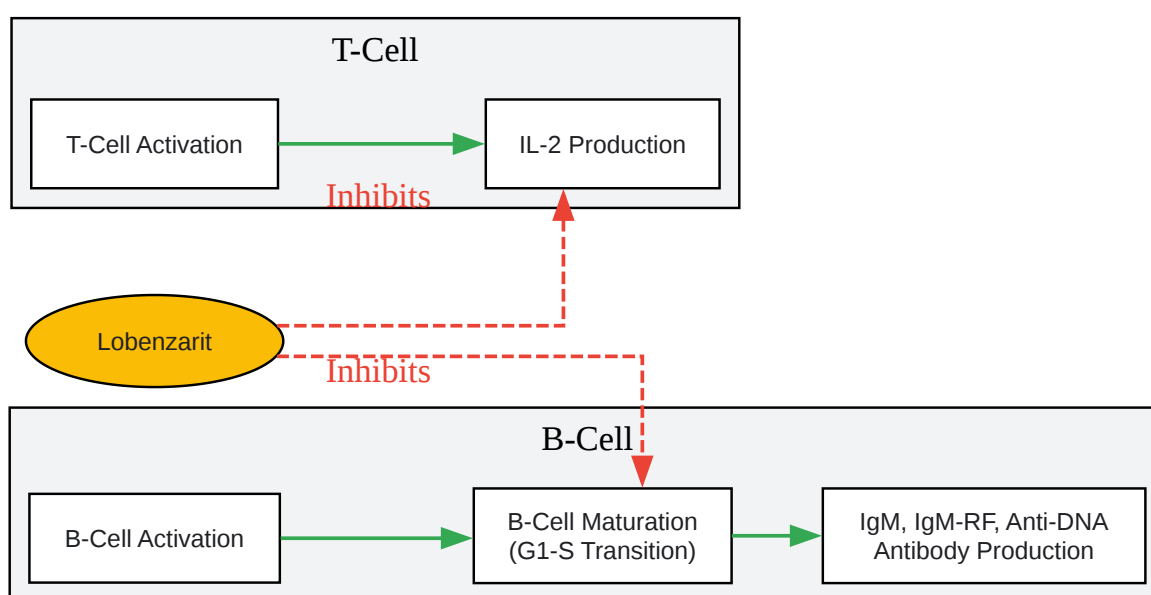 T-Cell
T-Cell Activation
IL-2 Production
Inhibits
Lobenzarit
Inhibits
B-Cell
B-Cell Activation
B-Cell Maturation
(G1-S Transition)
IgM, IgM-RF, Anti-DNA
Antibody Production